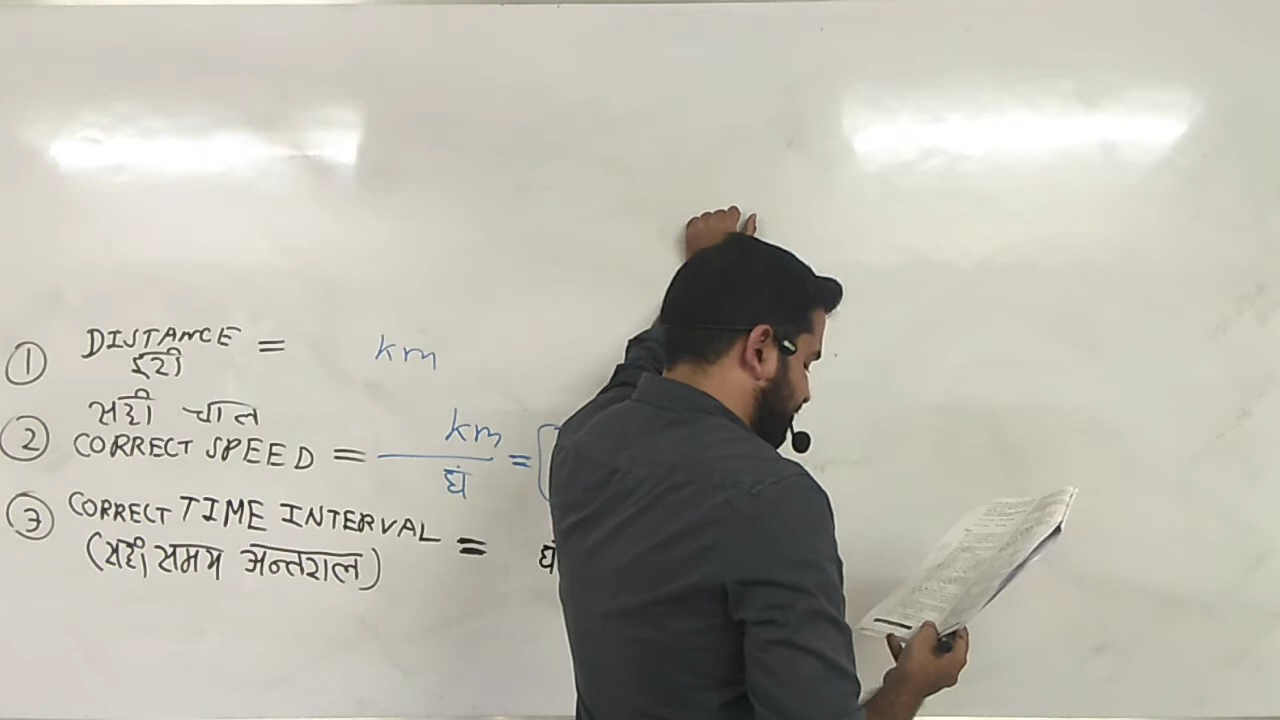 ① DISTANCE = km
दूरी
सही चाल
② CORRECT SPEED = km =
घं
③ CORRECT TIME INTERVAL = घं
(सही समय अन्तराल)